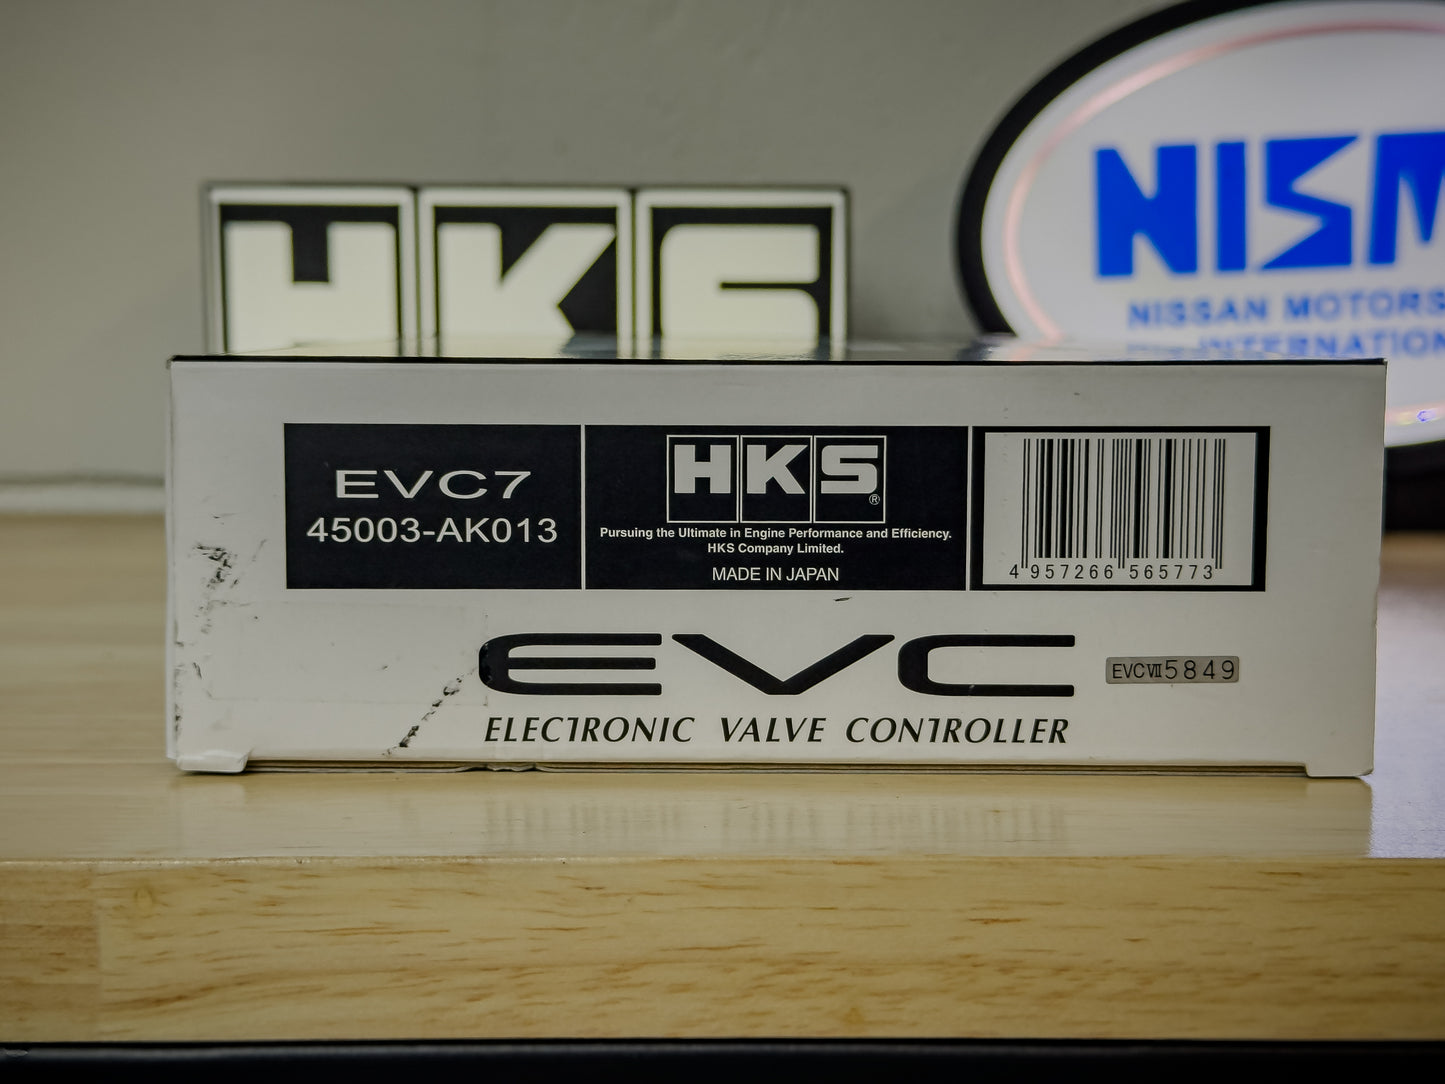 HKS
NISM
NISSAN MOTORS
INTERNATION
EVC7
45003-AK013
HKS®
Pursuing the Ultimate in Engine Performance and Efficiency.
HKS Company Limited.
MADE IN JAPAN
4 957266 565773
EVC
EVCⅦ5849
ELECTRONIC VALVE CONTROLLER